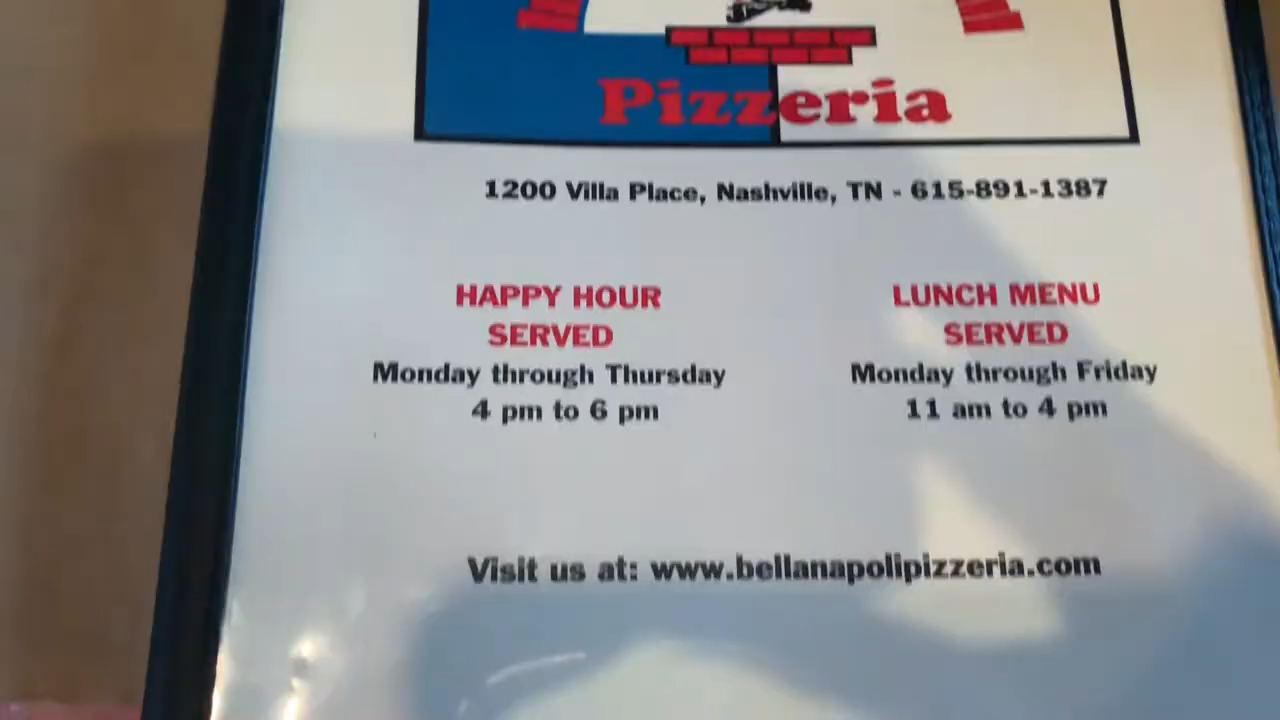 Pizzeria
1200 Villa Place, Nashville, TN - 615-891-1387
HAPPY HOUR
SERVED
Monday through Thursday
4 pm to 6 pm
LUNCH MENU
SERVED
Monday through Friday
11 am to 4 pm
Visit us at: www.bellanapolipizzeria.com